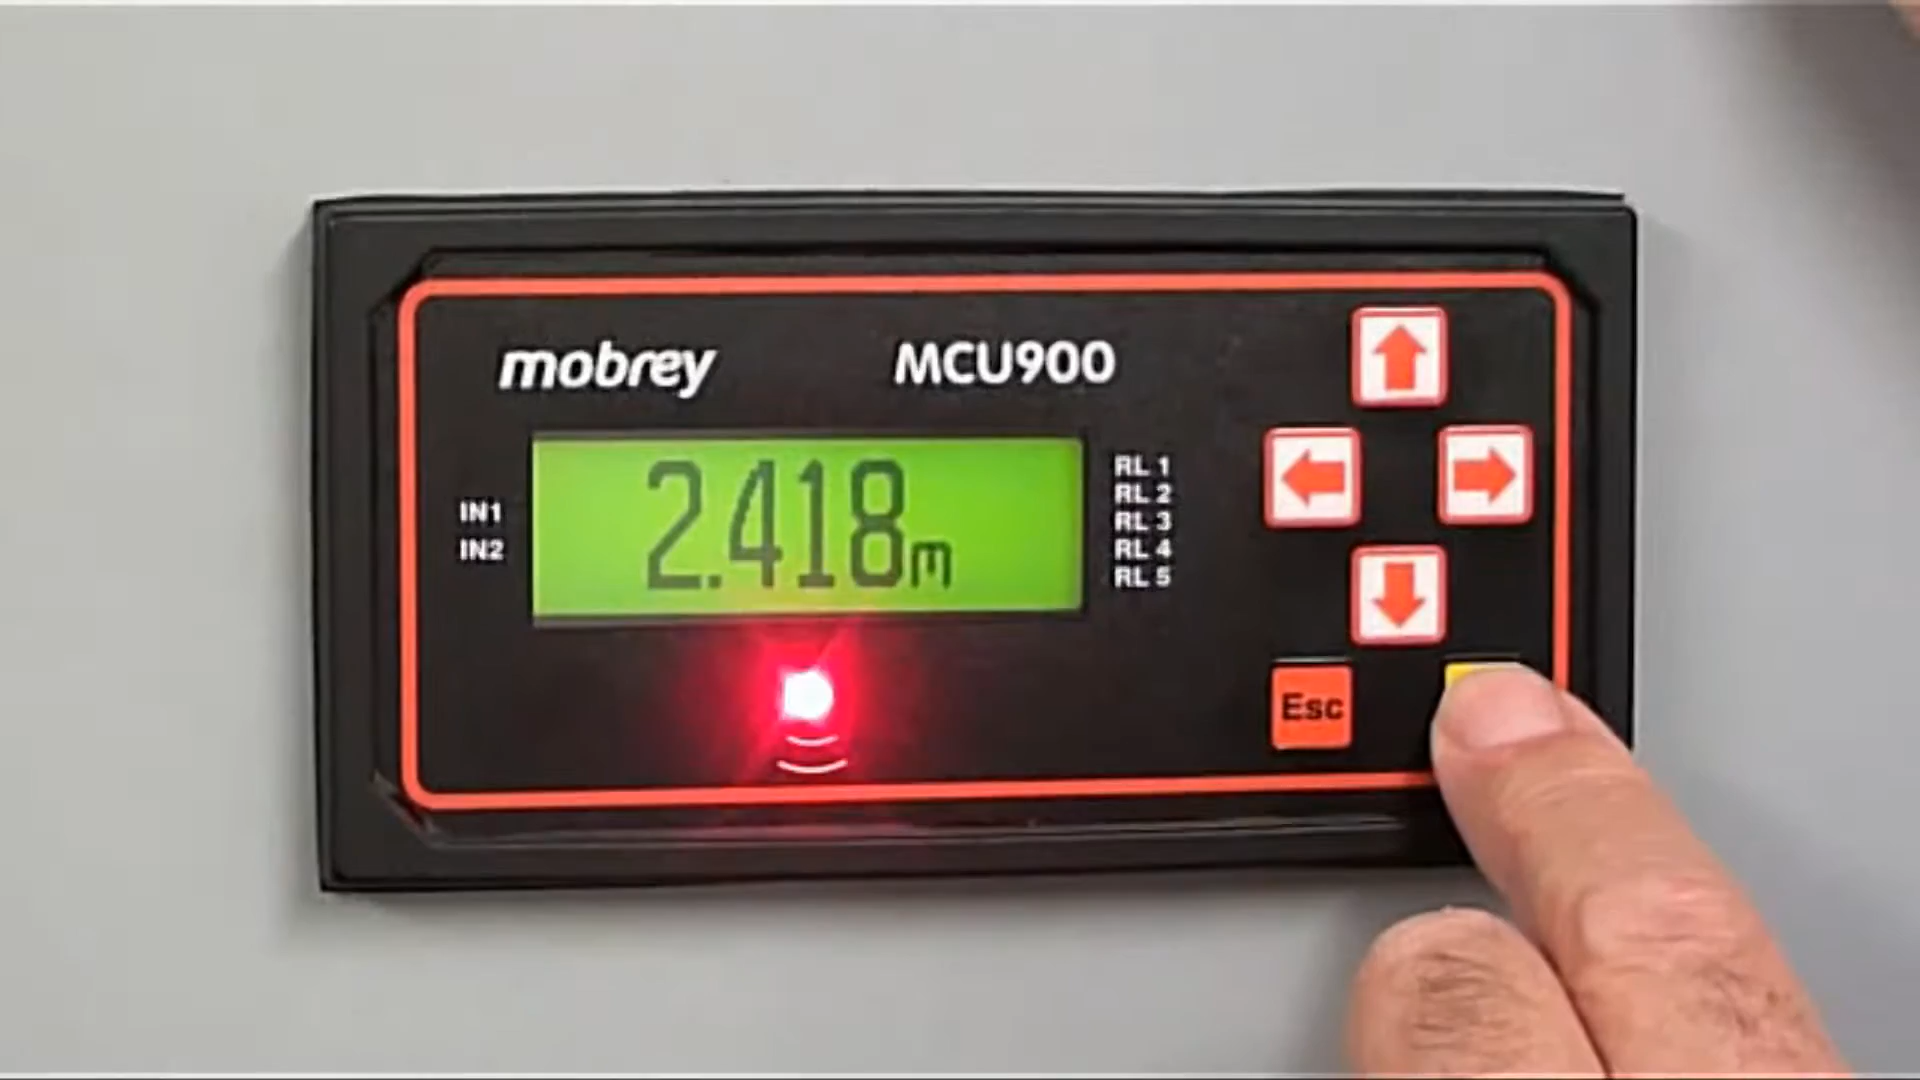 mobrey MCU900
IN1
IN2
2.418m
RL 1
RL 2
RL 3
RL 4
RL 5
Esc